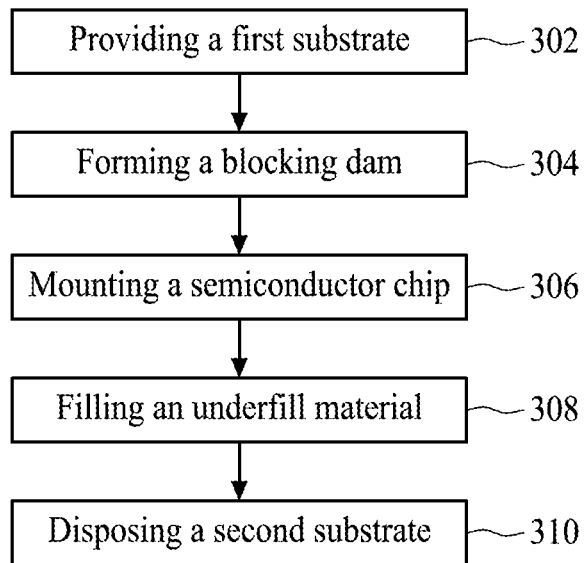 Providing a first substrate 302
Forming a blocking dam 304
Mounting a semiconductor chip 306
Filling an underfill material 308
Disposing a second substrate 310